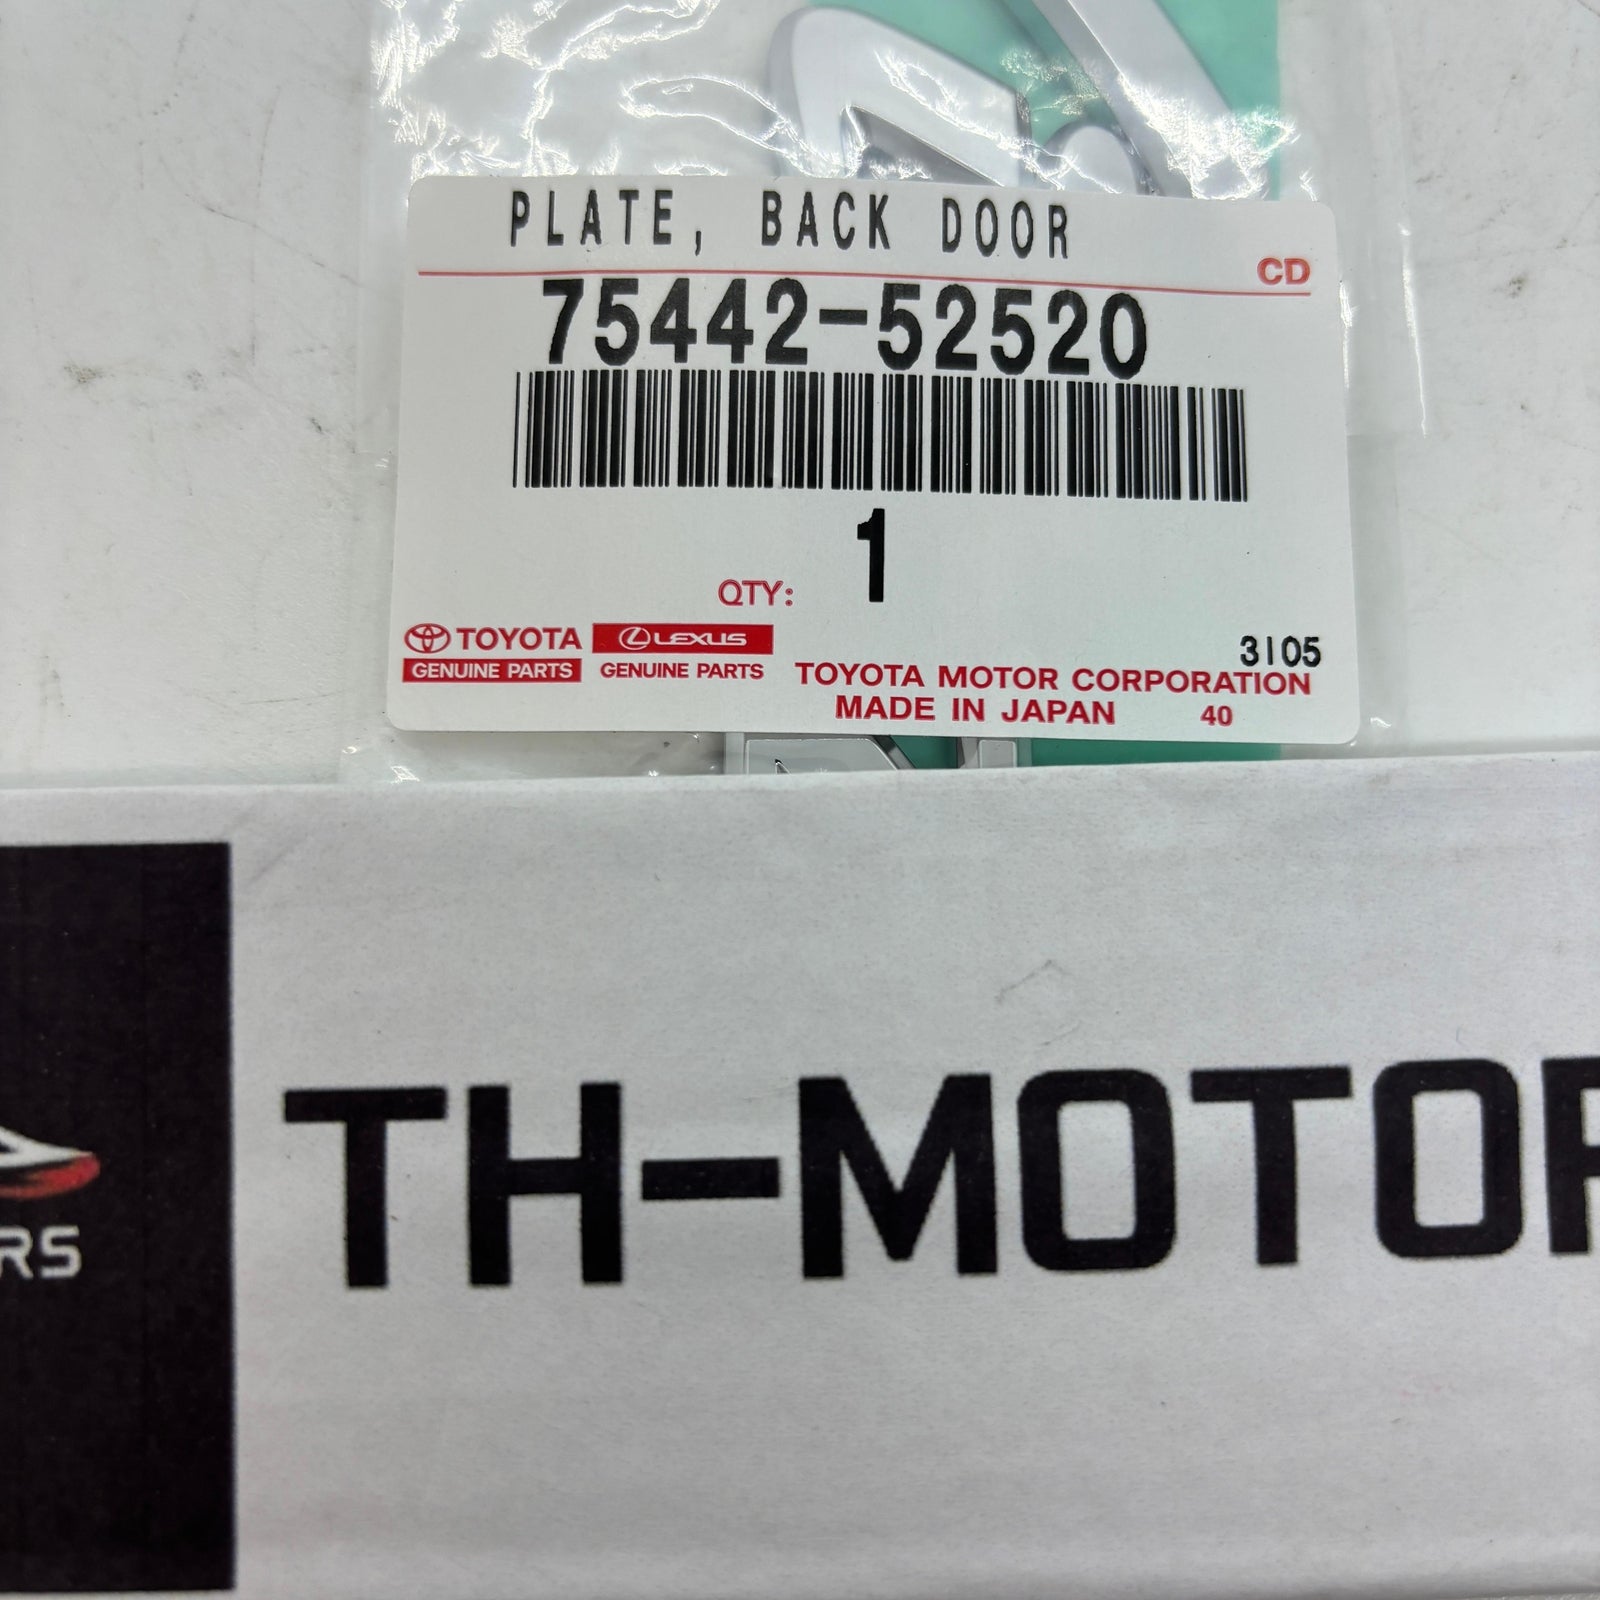 PLATE, BACK DOOR
CD
75442-52520
1
QTY:
TOYOTA LEXUS
GENUINE PARTS GENUINE PARTS
3105
TOYOTA MOTOR CORPORATION
MADE IN JAPAN 40
TH-MOTOR
RS